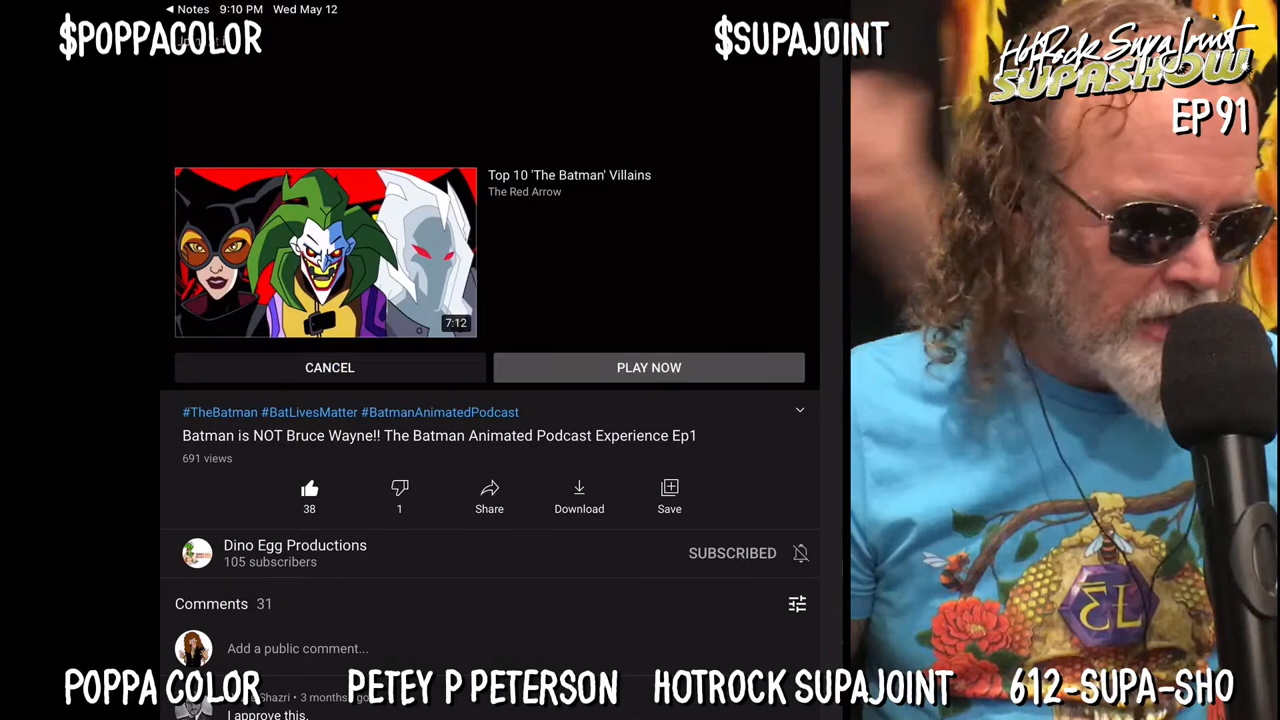 Notes 9:10 PM Wed May 12
$POPPACOLOR
$SUPAJOINT
HotRock SupaJoint
SUPASHOW
EP 91
Top 10 'The Batman' Villains
The Red Arrow
7:12
CANCEL
PLAY NOW
#TheBatman #BatLivesMatter #BatmanAnimatedPodcast
Batman is NOT Bruce Wayne!! The Batman Animated Podcast Experience Ep1
691 views
38
1
Share
Download
Save
Dino Egg Productions
105 subscribers
SUBSCRIBED
Comments 31
Add a public comment...
Shazri • 3 months ago
I approve this.
POPPA COLOR
PETEY P PETERSON
HOTROCK SUPAJOINT
612-SUPA-SHO